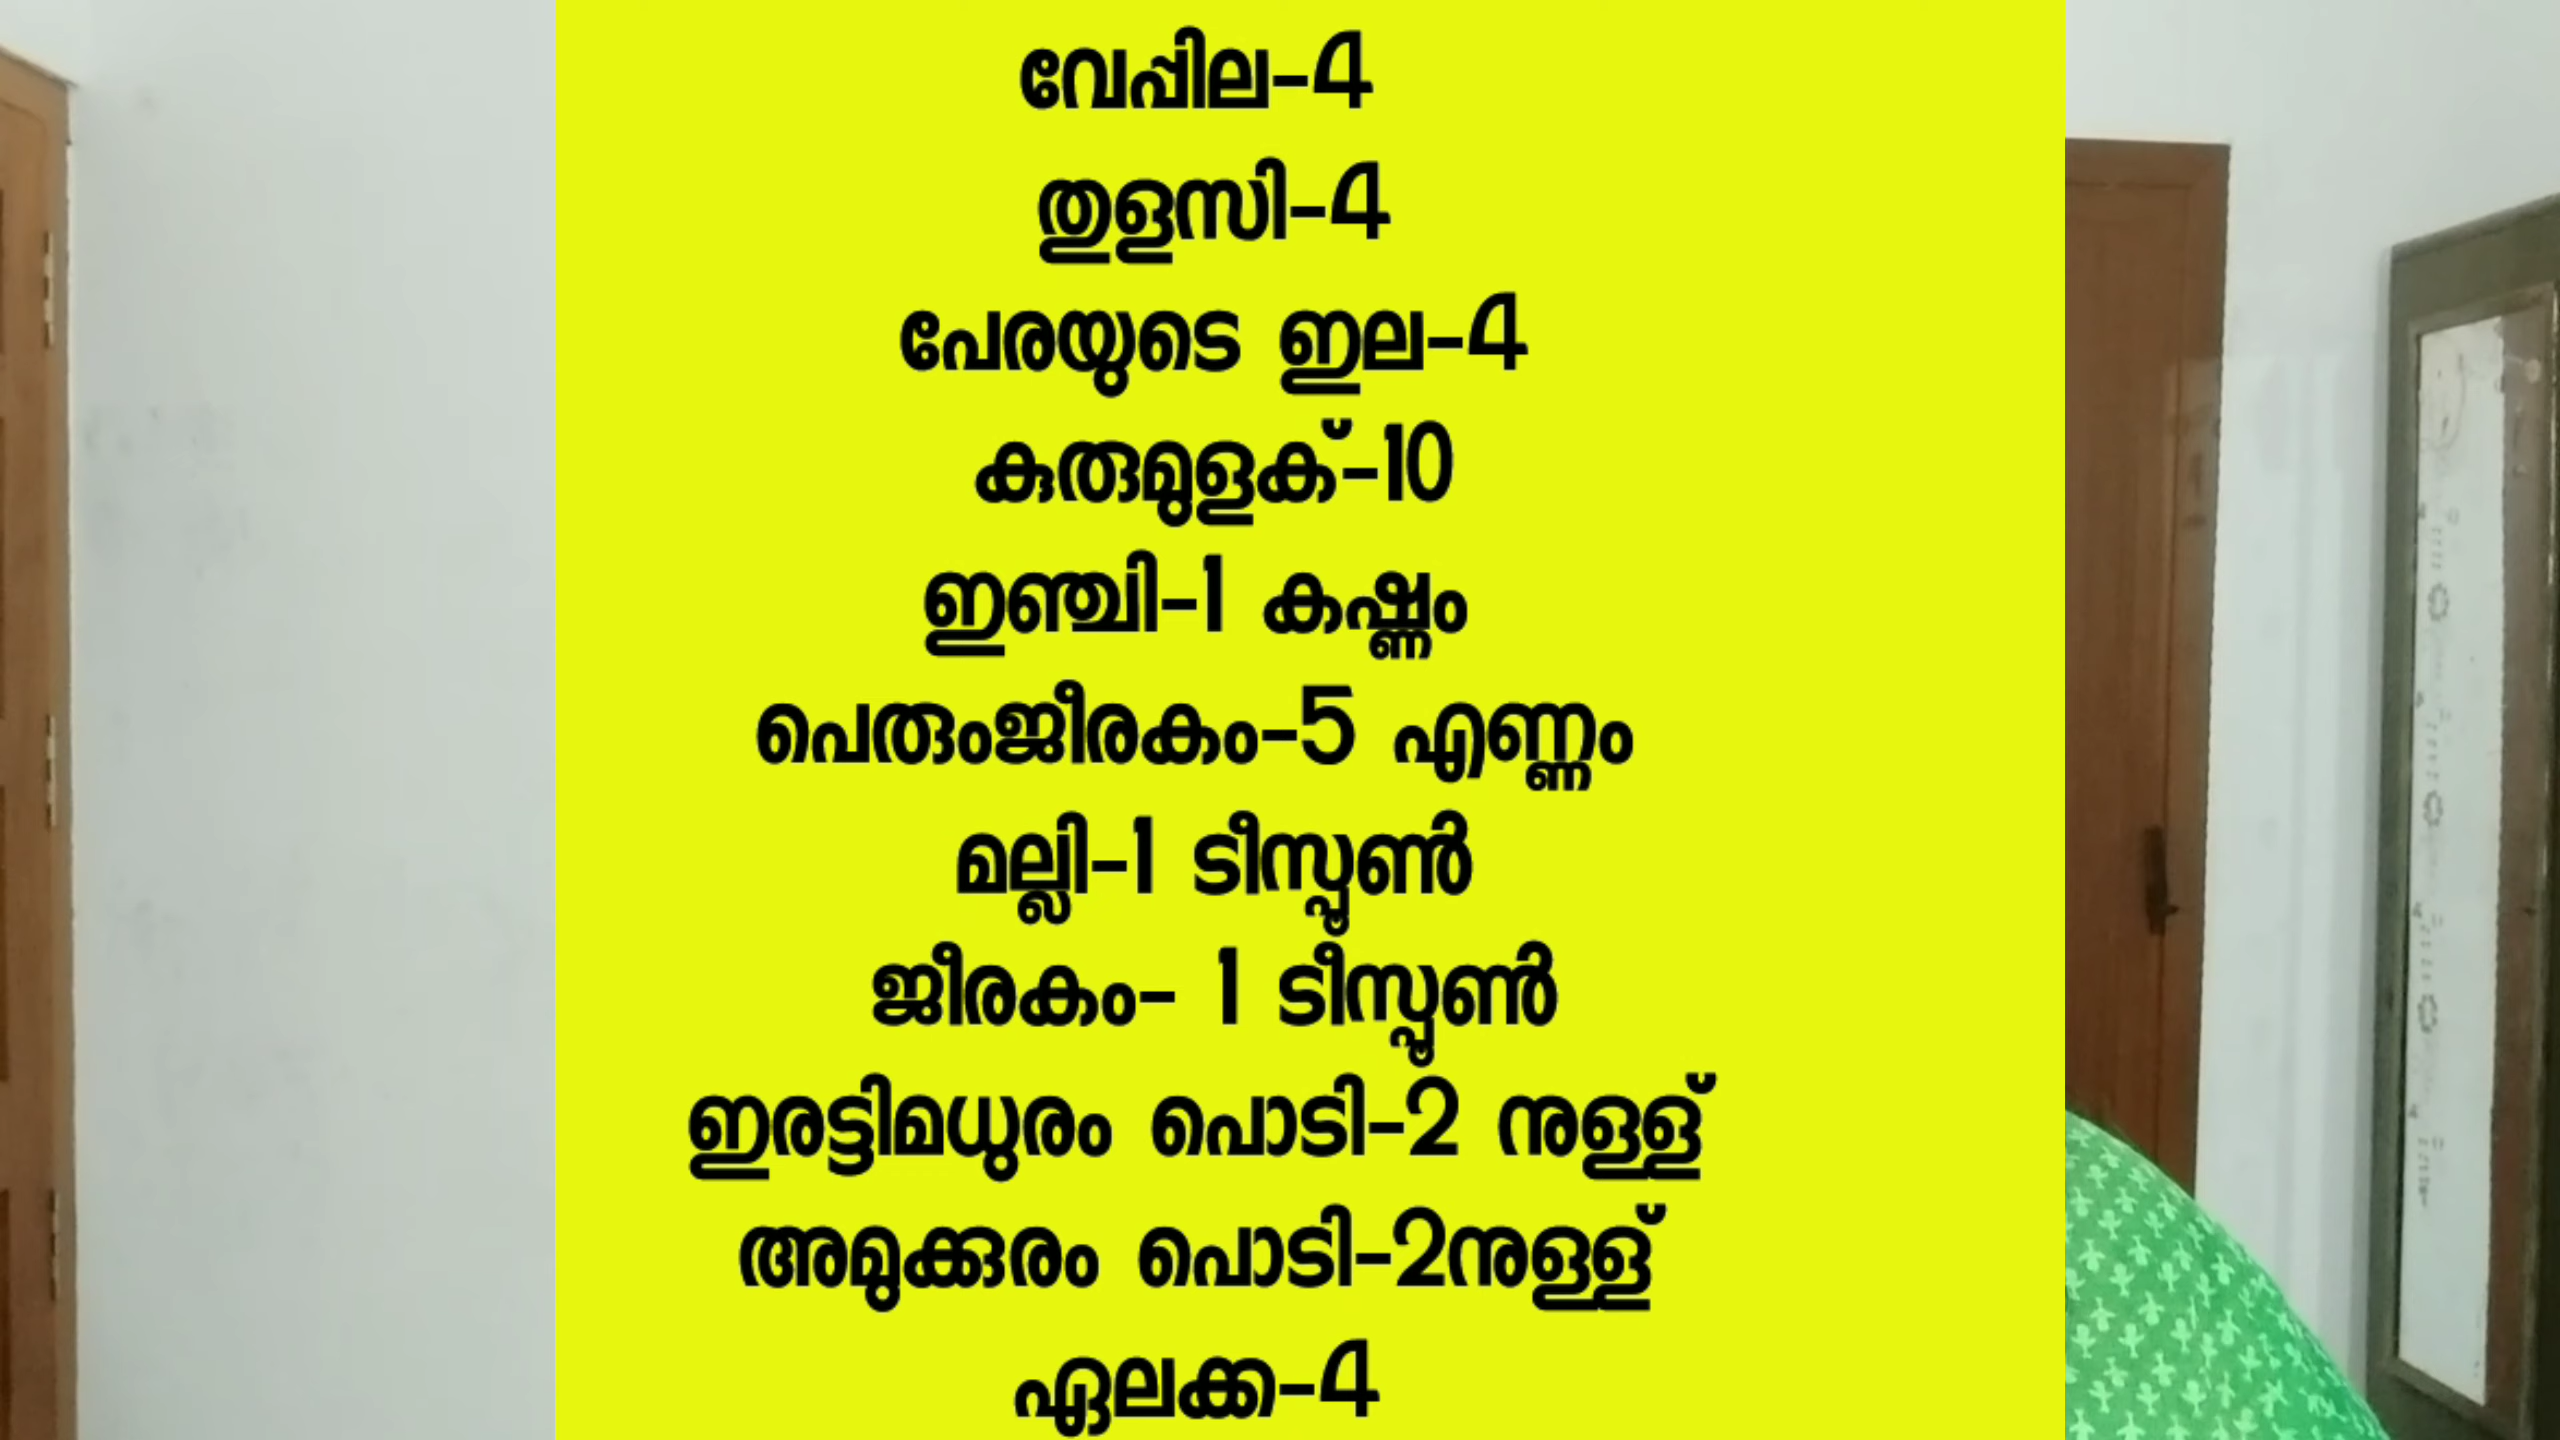 വേപ്പില-4
തുളസി-4
പേരയുടെ ഇല-4
കുരുമുളക്-10
ഇഞ്ചി-1 കഷ്ണം
പെരുംജീരകം-5 എണ്ണം
മല്ലി-1 ടീസ്പൂൺ
ജീരകം- 1 ടീസ്പൂൺ
ഇരട്ടിമധുരം പൊടി-2 നുള്ള്
അമുക്കുരം പൊടി-2നുള്ള്
ഏലക്ക-4